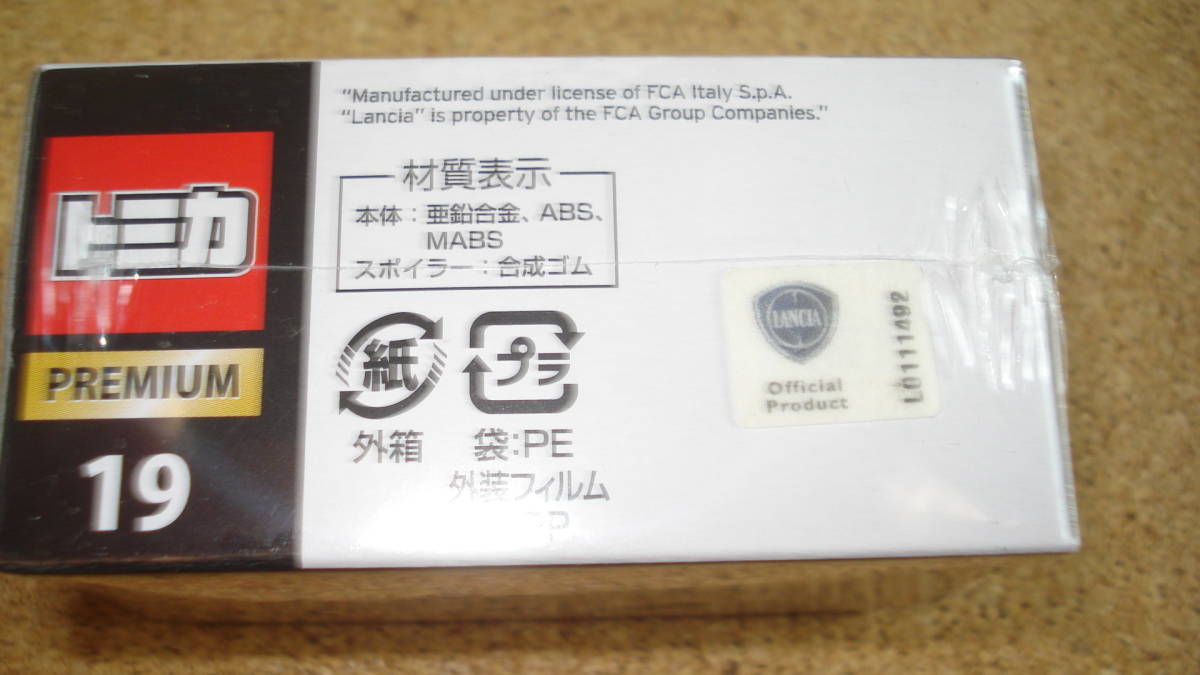 トミカ
PREMIUM
19
"Manufactured under license of FCA Italy S.p.A.
"Lancia" is property of the FCA Group Companies."
材質表示
本体：亜鉛合金、ABS、
MABS
スポイラー：合成ゴム
紙
プラ
外箱
袋:PE
外装フィルム
LANCIA
Official
Product
L0111492